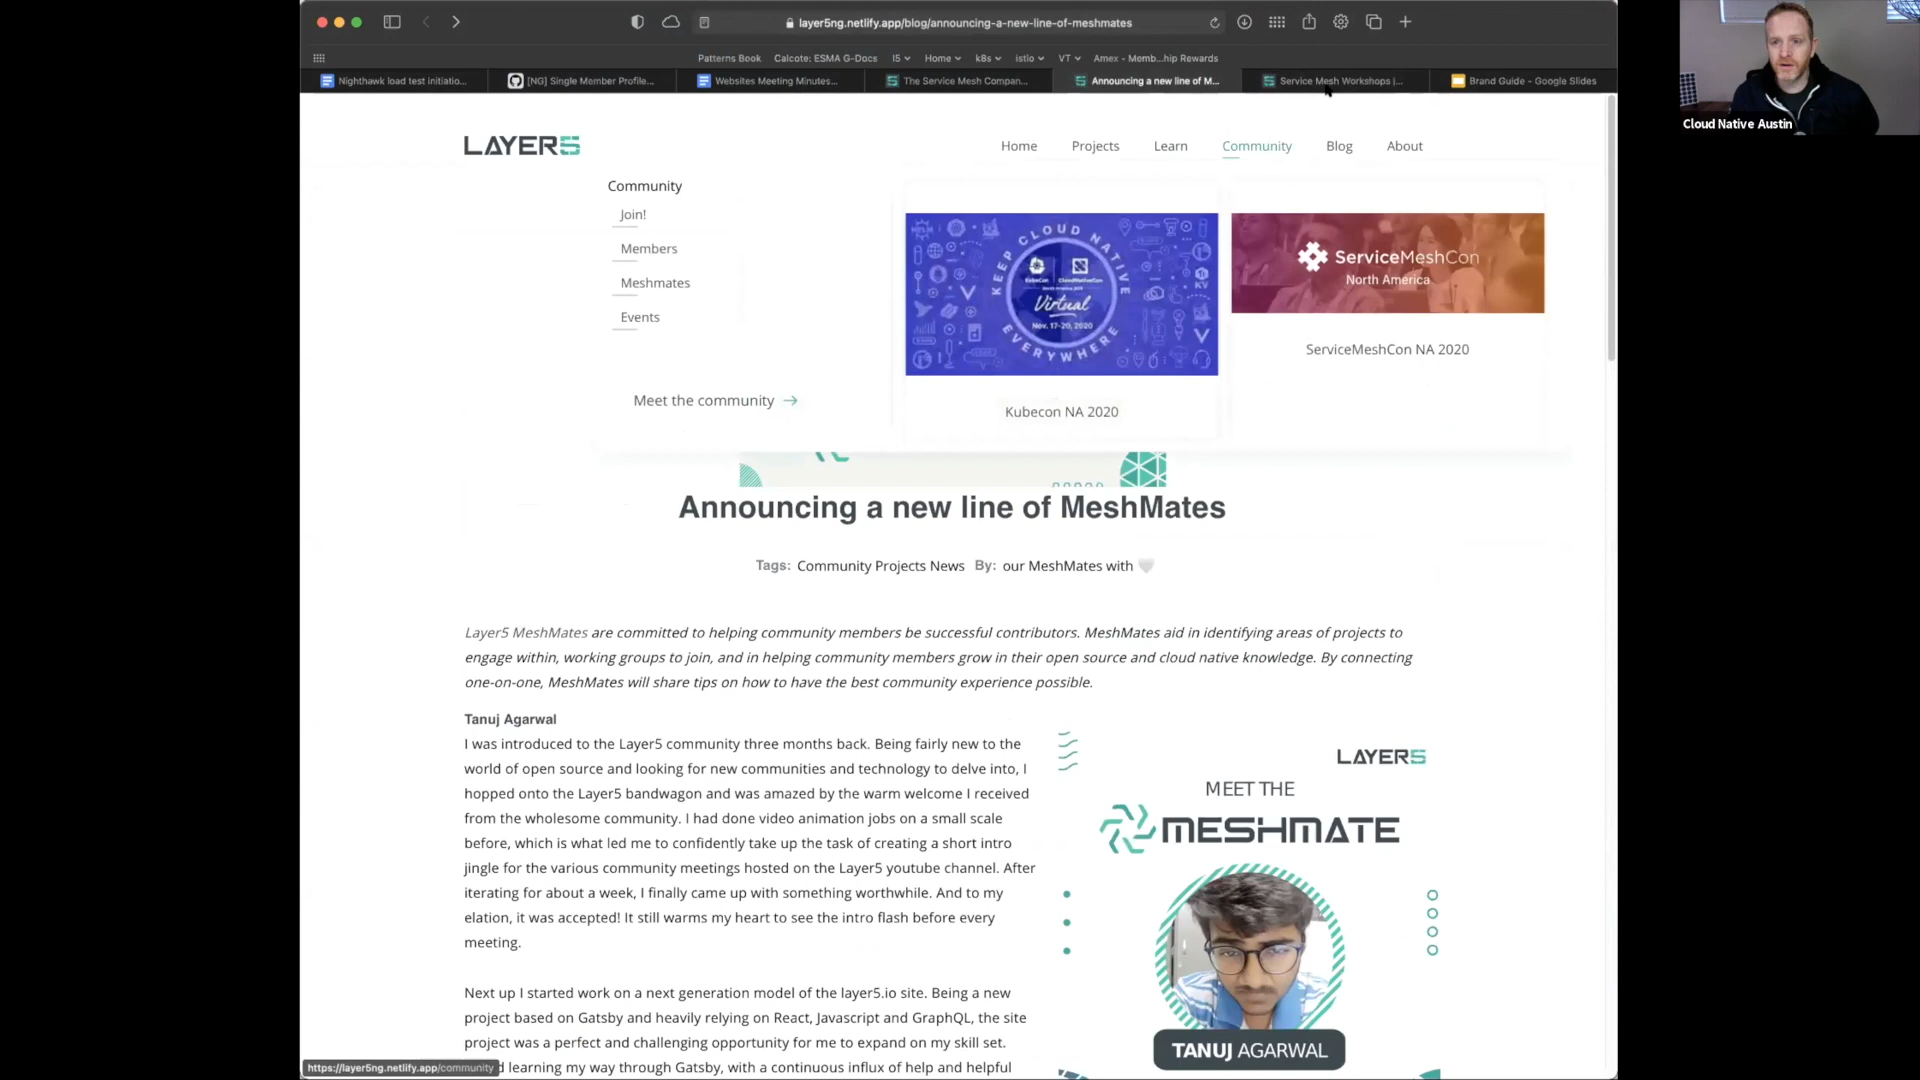 layer5ng.netlify.app/blog/announcing-a-new-line-of-meshmates
Patterns Book Calcote: ESMA G-Docs l5 Home k8s istio VT Amex - Memb...hip Rewards
Nighthawk load test initiatio...
[NG] Single Member Profile...
Websites Meeting Minutes...
The Service Mesh Compan...
Announcing a new line of M...
Service Mesh Workshops |...
Brand Guide - Google Slides
Cloud Native Austin
LAYER5
Home Projects Learn Community Blog About
Community
Join!
Members
Meshmates
Events
Meet the community →
KEEP CLOUD NATIVE
KubeCon CloudNativeCon
North America 2020
Virtual
Nov. 17-20, 2020
EVERYWHERE
Kubecon NA 2020
ServiceMeshCon
North America
ServiceMeshCon NA 2020
Announcing a new line of MeshMates
Tags: Community Projects News By: our MeshMates with
Layer5 MeshMates are committed to helping community members be successful contributors. MeshMates aid in identifying areas of projects to
engage within, working groups to join, and in helping community members grow in their open source and cloud native knowledge. By connecting
one-on-one, MeshMates will share tips on how to have the best community experience possible.
Tanuj Agarwal
I was introduced to the Layer5 community three months back. Being fairly new to the
world of open source and looking for new communities and technology to delve into, I
hopped onto the Layer5 bandwagon and was amazed by the warm welcome I received
from the wholesome community. I had done video animation jobs on a small scale
before, which is what led me to confidently take up the task of creating a short intro
jingle for the various community meetings hosted on the Layer5 youtube channel. After
iterating for about a week, I finally came up with something worthwhile. And to my
elation, it was accepted! It still warms my heart to see the intro flash before every
meeting.
Next up I started work on a next generation model of the layer5.io site. Being a new
project based on Gatsby and heavily relying on React, Javascript and GraphQL, the site
project was a perfect and challenging opportunity for me to expand on my skill set.
learning my way through Gatsby, with a continuous influx of help and helpful
LAYER5
MEET THE
MESHMATE
TANUJ AGARWAL
https://layer5ng.netlify.app/community